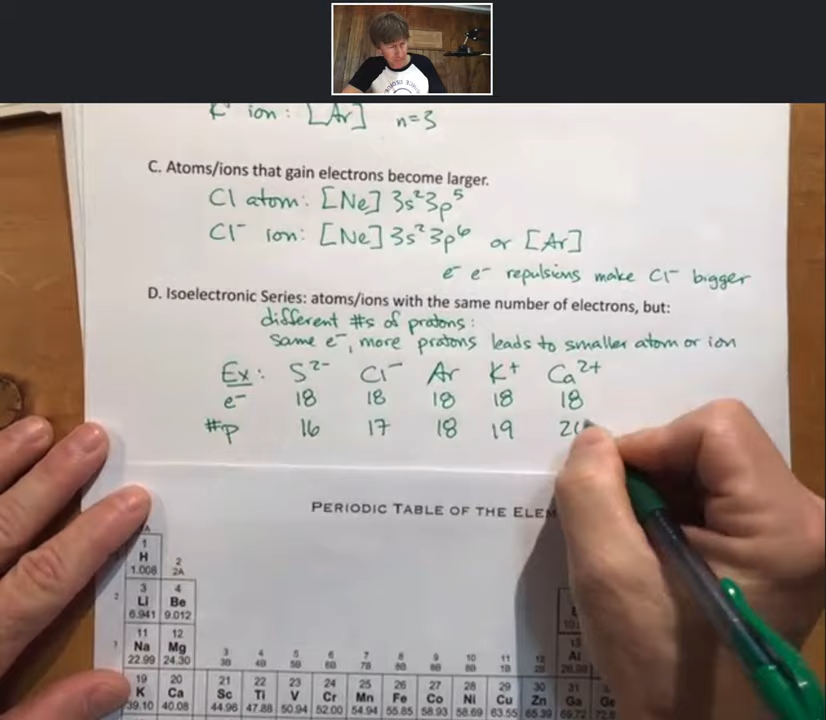 K⁺ ion: [Ar] n=3
C. Atoms/ions that gain electrons become larger.
Cl atom: [Ne] 3s²3p⁵
Cl⁻ ion: [Ne] 3s²3p⁶ or [Ar]
e⁻ e⁻ repulsions make Cl⁻ bigger
D. Isoelectronic Series: atoms/ions with the same number of electrons, but:
different #s of protons:
same e⁻, more protons leads to smaller atom or ion
Ex: S²⁻ Cl⁻ Ar K⁺ Ca²⁺
e⁻ 18 18 18 18 18
#p 16 17 18 19 20
PERIODIC TABLE OF THE ELEM
1
H 2
1.008 2A
2 3 4
Li Be
6.941 9.012
11 12
3 Na Mg 3 4 5 6 7 8 9 10 11 12
22.99 24.30 3B 4B 5B 6B 7B 8B 8B 8B 1B
19 20 21 22 23 24 25 26 27 28 29 30 31
K Ca Sc Ti V Cr Mn Fe Co Ni Cu Zn Ga Ge
39.10 40.08 44.96 47.88 50.94 52.00 54.94 55.85 58.93 58.69 63.55 65.39 69.72